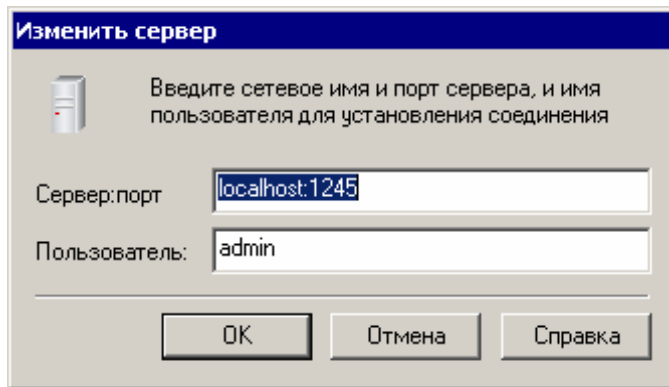 Изменить сервер
Введите сетевое имя и порт сервера, и имя
пользователя для установления соединения
Сервер:порт
localhost:1245
Пользователь:
admin
OK
Отмена
Справка